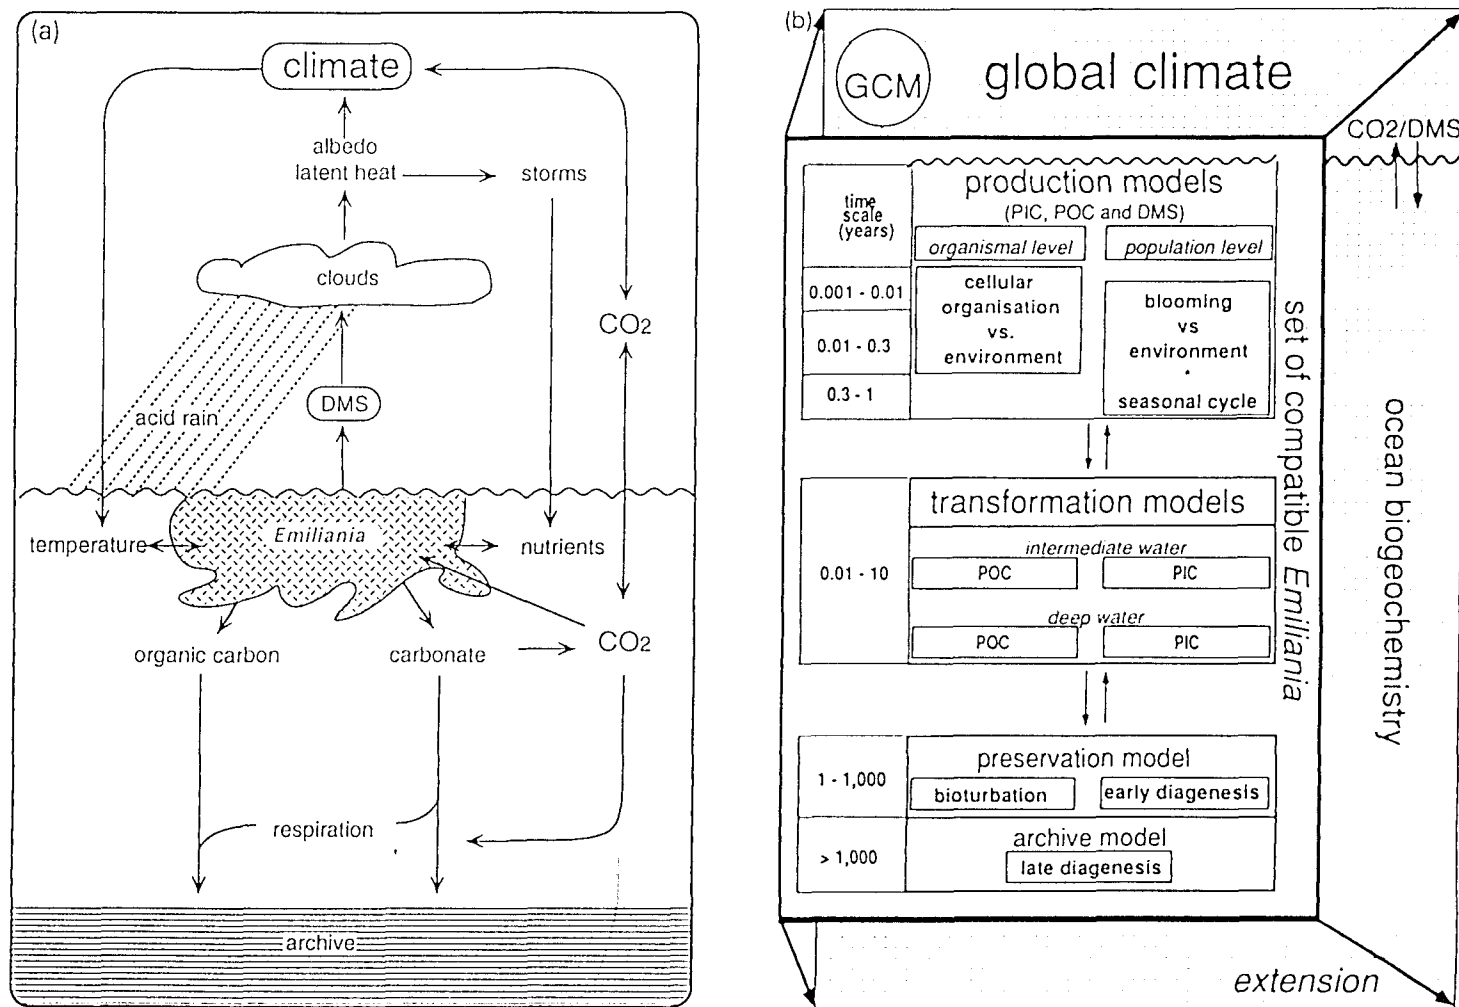 (a)
climate
albedo
latent heat
storms
clouds
CO2
DMS
acid rain
temperature
Emiliania
nutrients
organic carbon
carbonate
CO2
respiration
archive
(b)
GCM
global climate
CO2/DMS
time
scale
(years)
production models
(PIC, POC and DMS)
organismal level
population level
0.001 - 0.01
0.01 - 0.3
0.3 - 1
cellular
organisation
vs.
environment
blooming
vs
environment
*
seasonal cycle
transformation models
0.01 - 10
intermediate water
POC
PIC
deep water
POC
PIC
preservation model
1 - 1,000
bioturbation
early diagenesis
archive model
> 1,000
late diagenesis
set of compatible Emiliania
ocean biogeochemistry
extension